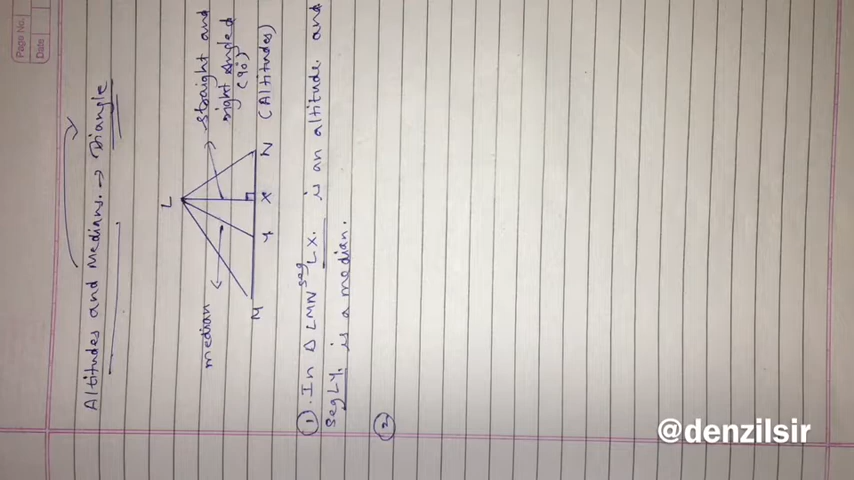 Page No.
Date
Altitudes and medians. → Triangle
L
straight and
right angled
(90°)
median
M
Y
X
N
(Altitudes)
① In Δ LMN seg LX. is an altitude and
seg LY. is a median.
②
@denzilsir